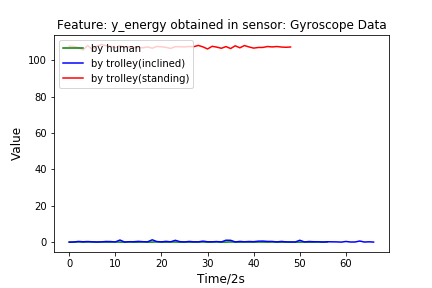 Feature: y_energy obtained in sensor: Gyroscope Data
by human
by trolley(inclined)
by trolley(standing)
Value
100
80
60
40
20
0
0 10 20 30 40 50 60
Time/2s